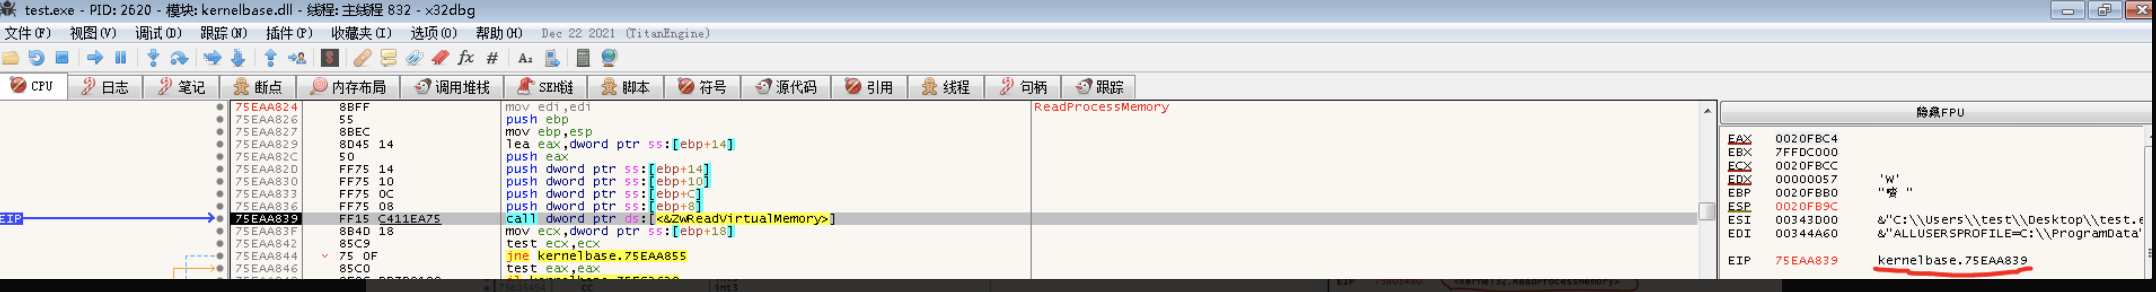 test.exe - PID: 2620 - 模块: kernelbase.dll - 线程: 主线程 832 - x32dbg
文件(F) 视图(V) 调试(D) 跟踪(N) 插件(P) 收藏夹(I) 选项(O) 帮助(H) Dec 22 2021 (TitanEngine)
CPU 日志 笔记 断点 内存布局 调用堆栈 SEH链 脚本 符号 源代码 引用 线程 句柄 跟踪
75EAA824 8BFF mov edi,edi ReadProcessMemory
75EAA826 55 push ebp
75EAA827 8BEC mov ebp,esp
75EAA829 8D45 14 lea eax,dword ptr ss:[ebp+14]
75EAA82C 50 push eax
75EAA82D FF75 14 push dword ptr ss:[ebp+14]
75EAA830 FF75 10 push dword ptr ss:[ebp+10]
75EAA833 FF75 0C push dword ptr ss:[ebp+C]
75EAA836 FF75 08 push dword ptr ss:[ebp+8]
EIP 75EAA839 FF15 C411EA75 call dword ptr ds:[<&ZwReadVirtualMemory>]
75EAA83F 8B4D 18 mov ecx,dword ptr ss:[ebp+18]
75EAA842 85C9 test ecx,ecx
75EAA844 75 0F jne kernelbase.75EAA855
75EAA846 85C0 test eax,eax
隐藏FPU
EAX 0020FBC4
EBX 7FFDC000
ECX 0020FBCC
EDX 00000057 'W'
EBP 0020FBB0
ESP 0020FB9C
ESI 00343D00 &"C:\\Users\\test\\Desktop\\test.e
EDI 00344A60 &"ALLUSERSPROFILE=C:\\ProgramData"
EIP 75EAA839 kernelbase.75EAA839
int3
<kernel32.ReadProcessMemory>